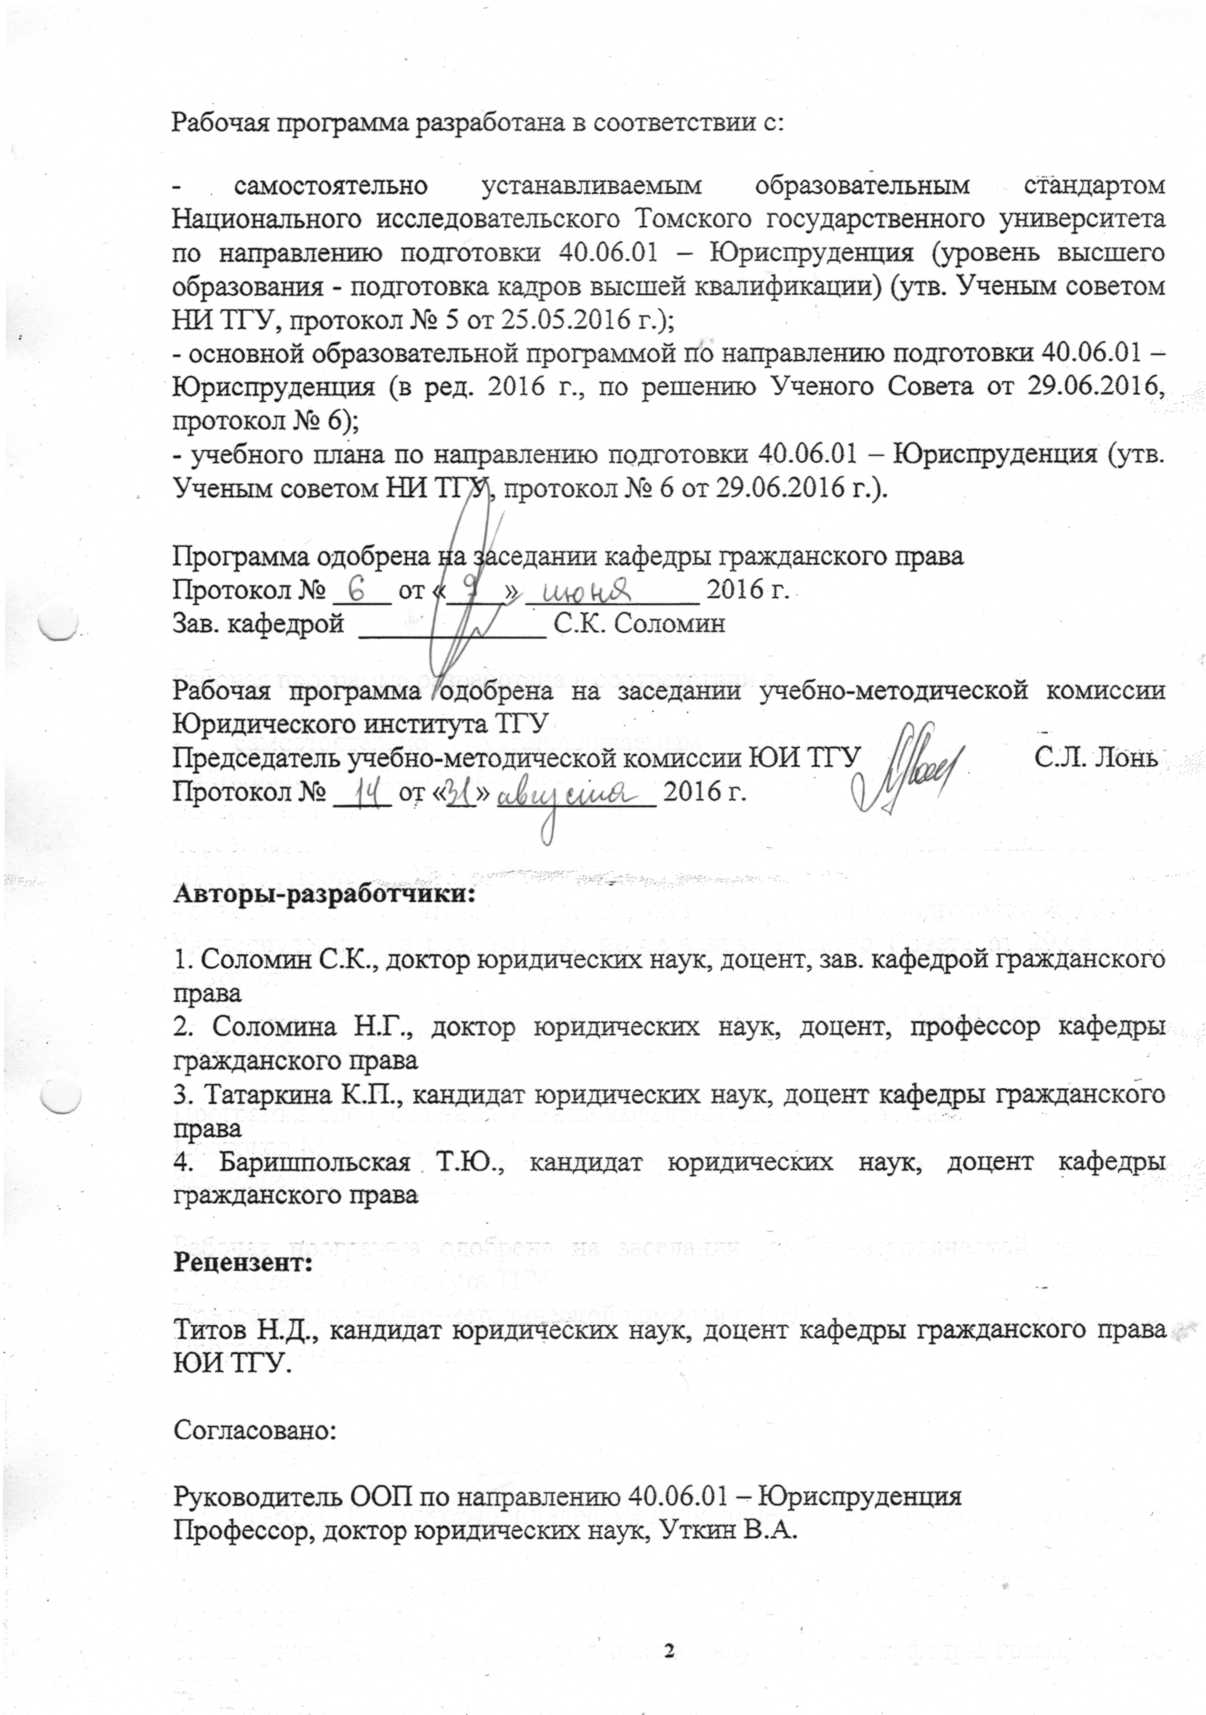 Рабочая программа разработана в соответствии с:
- самостоятельно устанавливаемым образовательным стандартом
Национального исследовательского Томского государственного университета
по направлению подготовки 40.06.01 – Юриспруденция (уровень высшего
образования - подготовка кадров высшей квалификации) (утв. Ученым советом
НИ ТГУ, протокол № 5 от 25.05.2016 г.);
- основной образовательной программой по направлению подготовки 40.06.01 –
Юриспруденция (в ред. 2016 г., по решению Ученого Совета от 29.06.2016,
протокол № 6);
- учебного плана по направлению подготовки 40.06.01 – Юриспруденция (утв.
Ученым советом НИ ТГУ, протокол № 6 от 29.06.2016 г.).
Программа одобрена на заседании кафедры гражданского права
Протокол № 6 от «9» июня 2016 г.
Зав. кафедрой ____________ С.К. Соломин
Рабочая программа одобрена на заседании учебно-методической комиссии
Юридического института ТГУ
Председатель учебно-методической комиссии ЮИ ТГУ С.Л. Лонь
Протокол № 14 от «31» августа 2016 г.
Авторы-разработчики:
1. Соломин С.К., доктор юридических наук, доцент, зав. кафедрой гражданского
права
2. Соломина Н.Г., доктор юридических наук, доцент, профессор кафедры
гражданского права
3. Татаркина К.П., кандидат юридических наук, доцент кафедры гражданского
права
4. Баришпольская Т.Ю., кандидат юридических наук, доцент кафедры
гражданского права
Рецензент:
Титов Н.Д., кандидат юридических наук, доцент кафедры гражданского права
ЮИ ТГУ.
Согласовано:
Руководитель ООП по направлению 40.06.01 – Юриспруденция
Профессор, доктор юридических наук, Уткин В.А.
2